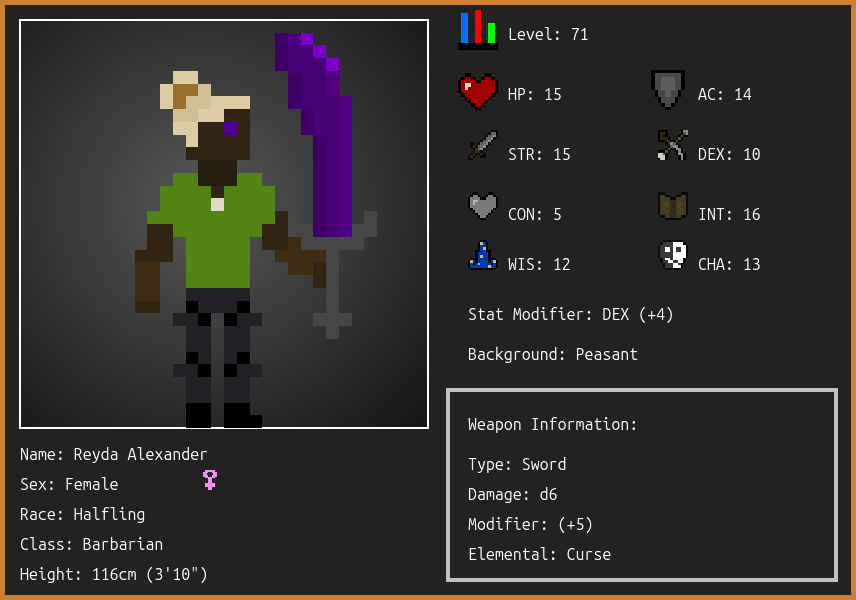 Level: 71
HP: 15
AC: 14
STR: 15
DEX: 10
CON: 5
INT: 16
WIS: 12
CHA: 13
Stat Modifier: DEX (+4)
Background: Peasant
Weapon Information:
Type: Sword
Damage: d6
Modifier: (+5)
Elemental: Curse
Name: Reyda Alexander
Sex: Female
Race: Halfling
Class: Barbarian
Height: 116cm (3'10")